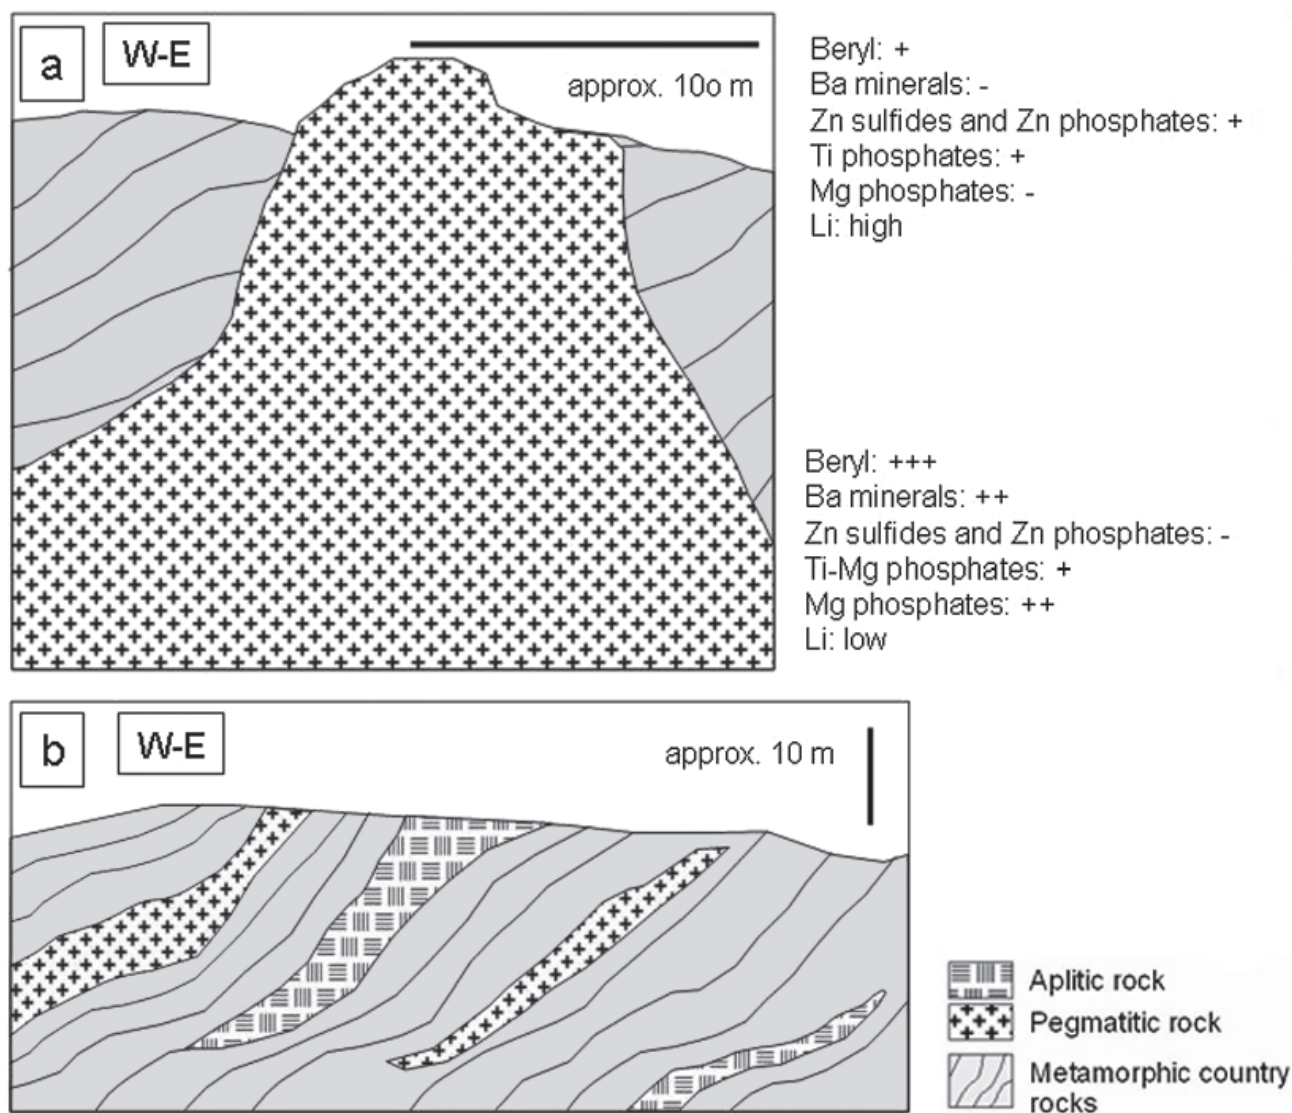 a
W-E
approx. 10o m
Beryl: +
Ba minerals: -
Zn sulfides and Zn phosphates: +
Ti phosphates: +
Mg phosphates: -
Li: high
Beryl: +++
Ba minerals: ++
Zn sulfides and Zn phosphates: -
Ti-Mg phosphates: +
Mg phosphates: ++
Li: low
b
W-E
approx. 10 m
Aplitic rock
Pegmatitic rock
Metamorphic country
rocks